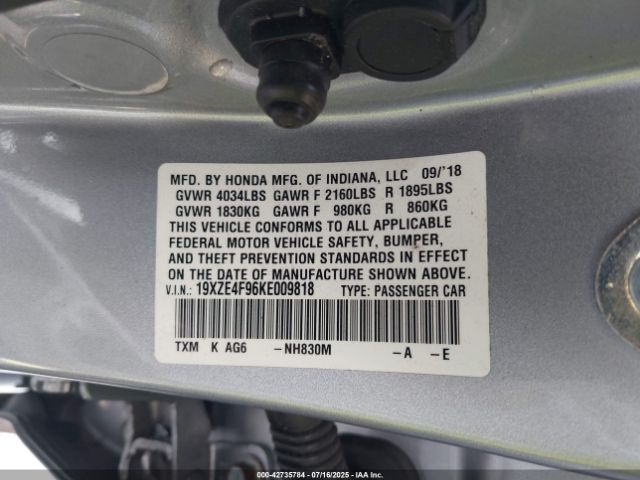 MFD. BY HONDA MFG. OF INDIANA, LLC 09/'18
GVWR 4034LBS GAWR F 2160LBS R 1895LBS
GVWR 1830KG GAWR F 980KG R 860KG
THIS VEHICLE CONFORMS TO ALL APPLICABLE
FEDERAL MOTOR VEHICLE SAFETY, BUMPER,
AND THEFT PREVENTION STANDARDS IN EFFECT
ON THE DATE OF MANUFACTURE SHOWN ABOVE.
V.I.N.: 19XZE4F96KE009818 TYPE: PASSENGER CAR
TXM K AG6 -NH830M -A -E
000-42735784 | 07/16/2025 | IAA Inc.